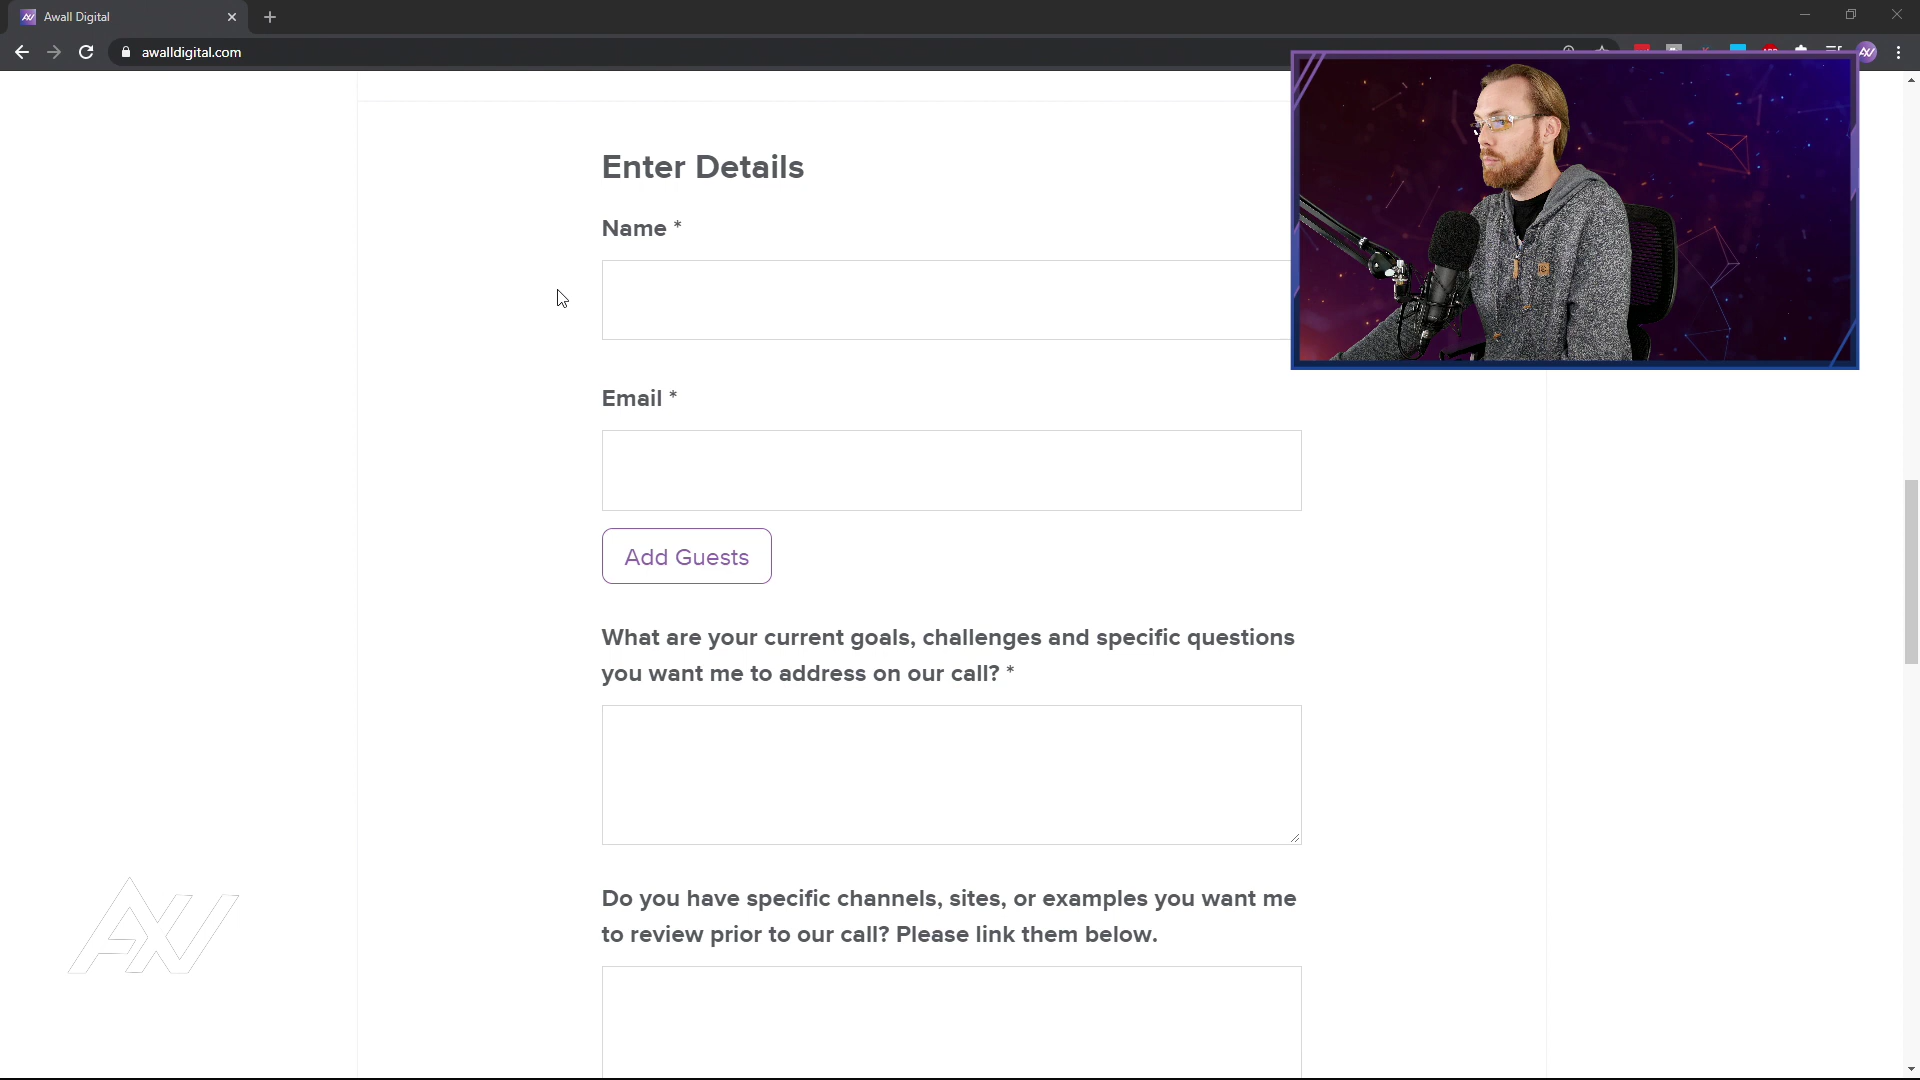 Awall Digital
awalldigital.com
Enter Details
Name *
Email *
Add Guests
What are your current goals, challenges and specific questions
you want me to address on our call? *
Do you have specific channels, sites, or examples you want me
to review prior to our call? Please link them below.